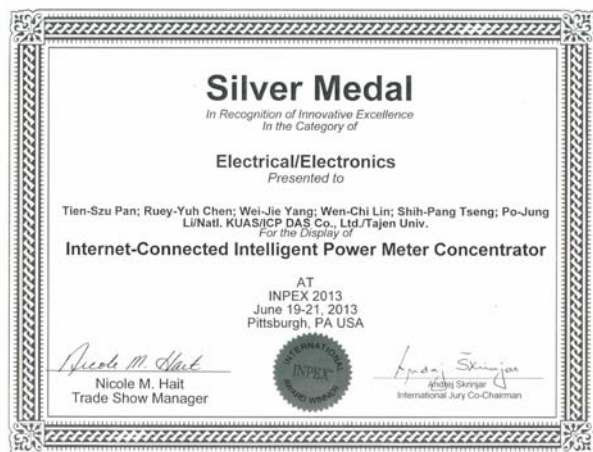 Silver Medal
In Recognition of Innovative Excellence
In the Category of
Electrical/Electronics
Presented to
Tien-Szu Pan; Ruey-Yuh Chen; Wei-Jie Yang; Wen-Chi Lin; Shih-Pang Tseng; Po-Jung
Li/Natl. KUAS/ICP DAS Co., Ltd./Tajen Univ.
For the Display of
Internet-Connected Intelligent Power Meter Concentrator
AT
INPEX 2013
June 19-21, 2013
Pittsburgh, PA USA
Nicole M. Hait
Nicole M. Hait
Trade Show Manager
INTERNATIONAL
INPEX
AWARD WINNER
Andrej Skrinjar
Andrej Skrinjar
International Jury Co-Chairman